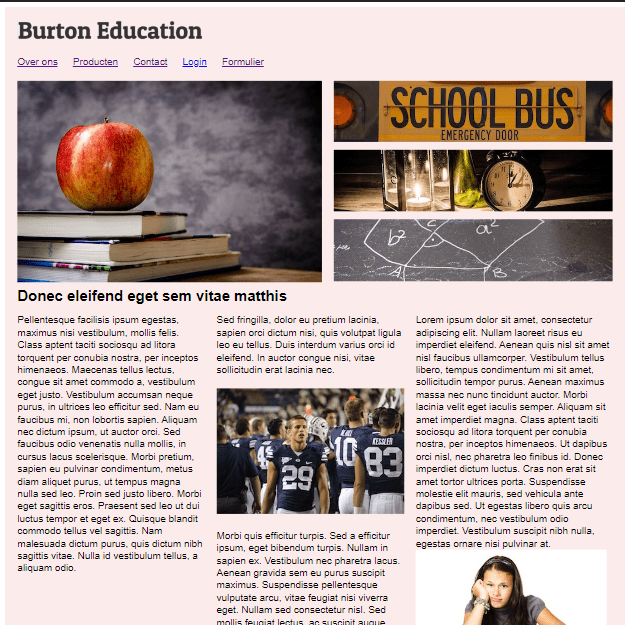 Burton Education
Over ons Producten Contact Login Formulier
SCHOOL BUS
EMERGENCY DOOR
b² c a²
A B
Donec eleifend eget sem vitae matthis
Pellentesque facilisis ipsum egestas,
maximus nisi vestibulum, mollis felis.
Class aptent taciti sociosqu ad litora
torquent per conubia nostra, per inceptos
himenaeos. Maecenas tellus lectus,
congue sit amet commodo a, vestibulum
eget justo. Vestibulum accumsan neque
purus, in ultrices leo efficitur sed. Nam eu
faucibus mi, non lobortis sapien. Aliquam
nec dictum ipsum, ut auctor orci. Sed
faucibus odio venenatis nulla mollis, in
cursus lacus scelerisque. Morbi pretium,
sapien eu pulvinar condimentum, metus
diam aliquet purus, ut tempus magna
nulla sed leo. Proin sed justo libero. Morbi
eget sagittis eros. Praesent sed leo ut dui
luctus tempor et eget ex. Quisque blandit
commodo tellus vel sagittis. Nam
malesuada dictum purus, quis dictum nibh
sagittis vitae. Nulla id vestibulum tellus, a
aliquam odio.
Sed fringilla, dolor eu pretium lacinia,
sapien orci dictum nisi, quis volutpat ligula
leo eu tellus. Duis interdum varius orci id
eleifend. In auctor congue nisi, vitae
sollicitudin erat lacinia nec.
29
40
KESSLER
83
Morbi quis efficitur turpis. Sed a efficitur
ipsum, eget bibendum turpis. Nullam in
sapien ex. Vestibulum nec pharetra lacus.
Aenean gravida sem eu purus suscipit
maximus. Suspendisse pellentesque
vulputate arcu, vitae feugiat nisi viverra
eget. Nullam sed consectetur nisl. Sed
mollis feugiat lectus, ac suscipit augue
Lorem ipsum dolor sit amet, consectetur
adipiscing elit. Nullam laoreet risus eu
imperdiet eleifend. Aenean quis nisl sit amet
nisl faucibus ullamcorper. Vestibulum tellus
libero, tempus condimentum mi sit amet,
sollicitudin tempor purus. Aenean maximus
massa nec nunc tincidunt auctor. Morbi
lacinia velit eget iaculis semper. Aliquam sit
amet imperdiet magna. Class aptent taciti
sociosqu ad litora torquent per conubia
nostra, per inceptos himenaeos. Ut dapibus
orci nisl, nec pharetra leo finibus id. Donec
imperdiet dictum luctus. Cras non erat sit
amet tortor ultrices porta. Suspendisse
molestie elit mauris, sed vehicula ante
dapibus sed. Ut egestas libero quis arcu
condimentum, nec vestibulum odio
imperdiet. Vestibulum suscipit nibh nulla,
egestas ornare nisi pulvinar at.